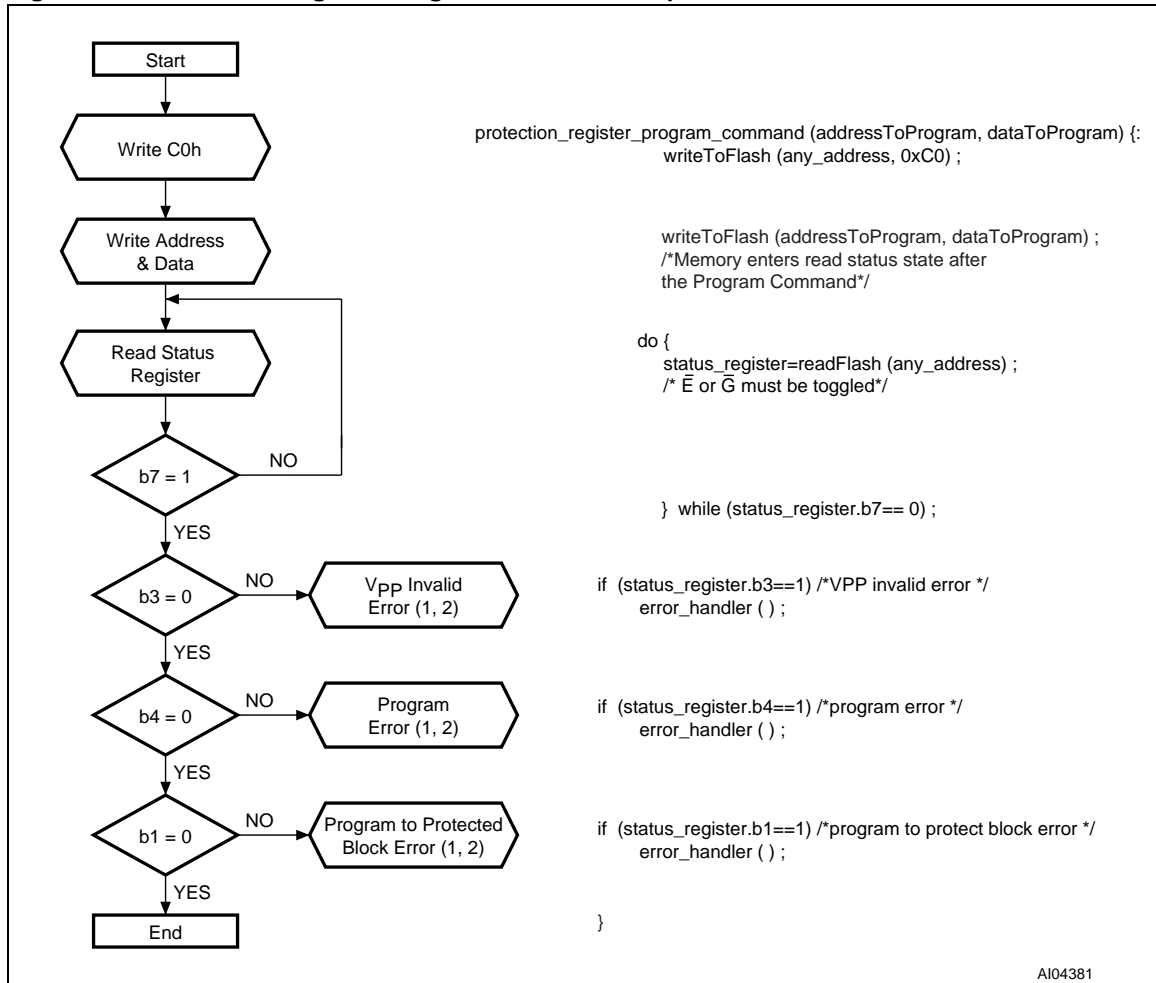 Start
Write C0h
Write Address
& Data
Read Status
Register
b7 = 1
NO
YES
b3 = 0
NO
VPP Invalid
Error (1, 2)
YES
b4 = 0
NO
Program
Error (1, 2)
YES
b1 = 0
NO
Program to Protected
Block Error (1, 2)
YES
End
protection_register_program_command (addressToProgram, dataToProgram) {:
writeToFlash (any_address, 0xC0) ;
writeToFlash (addressToProgram, dataToProgram) ;
/*Memory enters read status state after
the Program Command*/
do {
status_register=readFlash (any_address) ;
/* E̅ or G̅ must be toggled*/
} while (status_register.b7== 0) ;
if (status_register.b3==1) /*VPP invalid error */
error_handler ( ) ;
if (status_register.b4==1) /*program error */
error_handler ( ) ;
if (status_register.b1==1) /*program to protect block error */
error_handler ( ) ;
}
AI04381